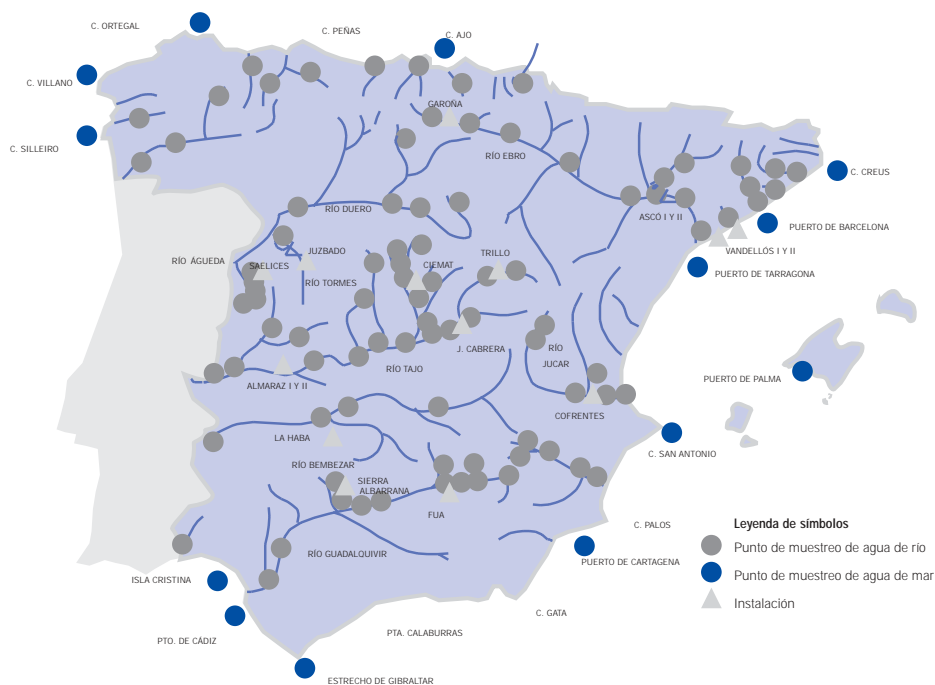 C. ORTEGAL
C. PEÑAS
C. AJO
C. VILLANO
GAROÑA
C. SILLEIRO
RÍO EBRO
C. CREUS
RÍO DUERO
ASCÓ I Y II
PUERTO DE BARCELONA
JUZBADO
TRILLO
VANDELLÓS I Y II
RÍO ÁGUEDA
SAELICES
CIEMAT
PUERTO DE TARRAGONA
RÍO TORMES
J. CABRERA
RÍO
JUCAR
RÍO TAJO
PUERTO DE PALMA
ALMARAZ I Y II
COFRENTES
LA HABA
C. SAN ANTONIO
RÍO BEMBEZAR
SIERRA
ALBARRANA
FUA
C. PALOS
Leyenda de símbolos
Punto de muestreo de agua de río
RÍO GUADALQUIVIR
PUERTO DE CARTAGENA
Punto de muestreo de agua de mar
ISLA CRISTINA
Instalación
C. GATA
PTO. DE CÁDIZ
PTA. CALABURRAS
ESTRECHO DE GIBRALTAR